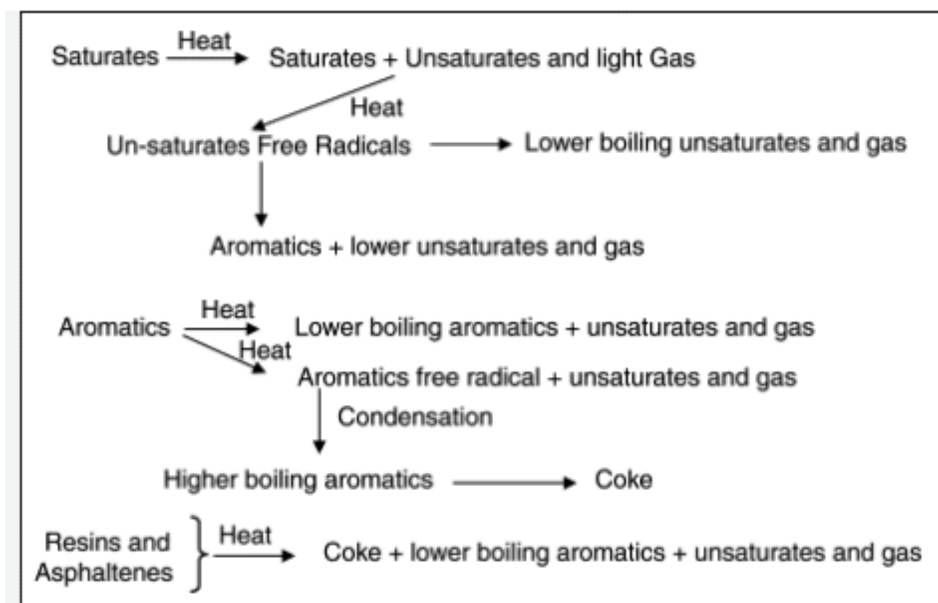 Heat
Saturates Saturates + Unsaturates and light Gas
Heat
Un-saturates Free Radicals Lower boiling unsaturates and gas
Aromatics + lower unsaturates and gas
Heat
Aromatics Lower boiling aromatics + unsaturates and gas
Heat
Aromatics free radical + unsaturates and gas
Condensation
Higher boiling aromatics Coke
Resins and
Asphaltenes
Heat
Coke + lower boiling aromatics + unsaturates and gas